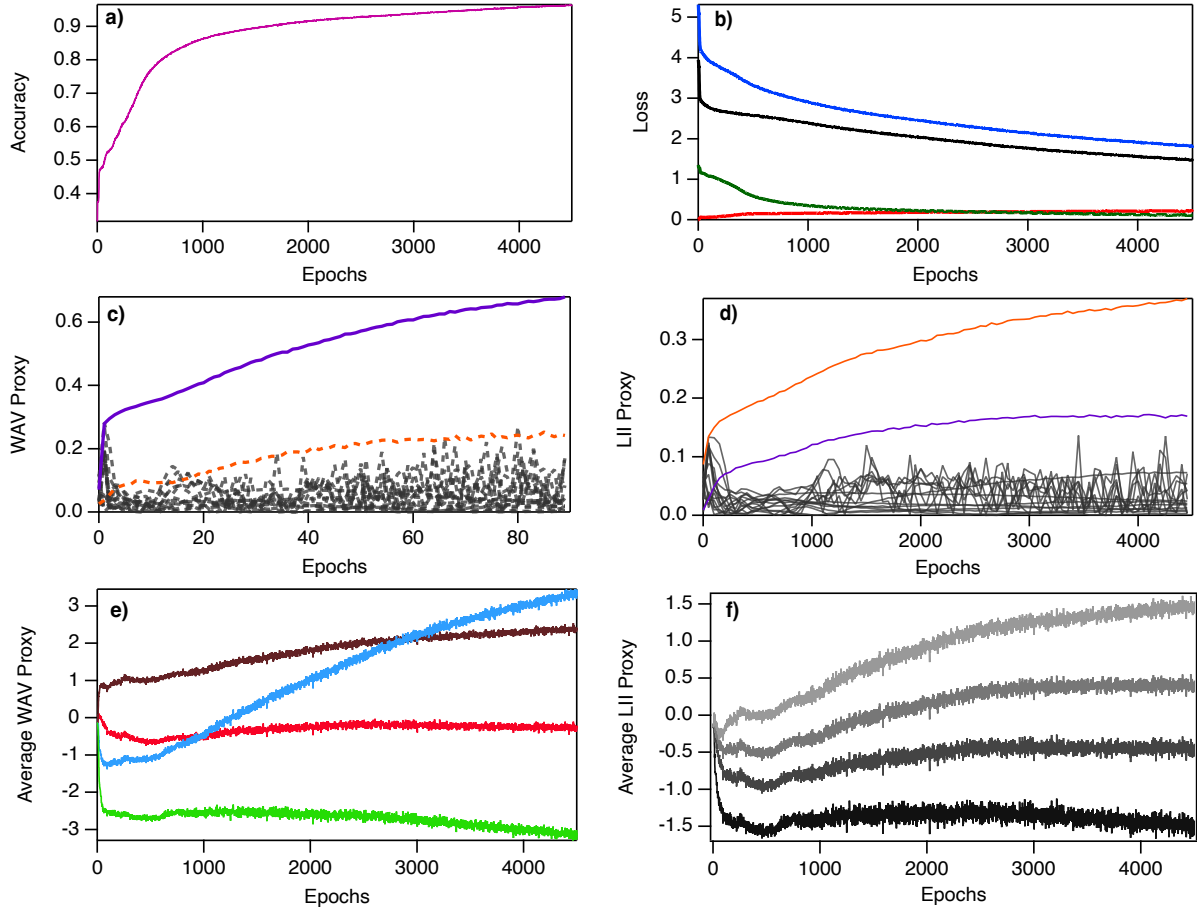 a)
0.9
0.8
0.7
0.6
0.5
0.4
Accuracy
0 1000 2000 3000 4000
Epochs
b)
5
4
3
2
1
0
Loss
0 1000 2000 3000 4000
Epochs
c)
0.6
0.4
0.2
0.0
WAV Proxy
0 20 40 60 80
Epochs
d)
0.3
0.2
0.1
0.0
LII Proxy
0 1000 2000 3000 4000
Epochs
e)
3
2
1
0
-1
-2
-3
Average WAV Proxy
0 1000 2000 3000 4000
Epochs
f)
1.5
1.0
0.5
0.0
-0.5
-1.0
-1.5
Average LII Proxy
0 1000 2000 3000 4000
Epochs